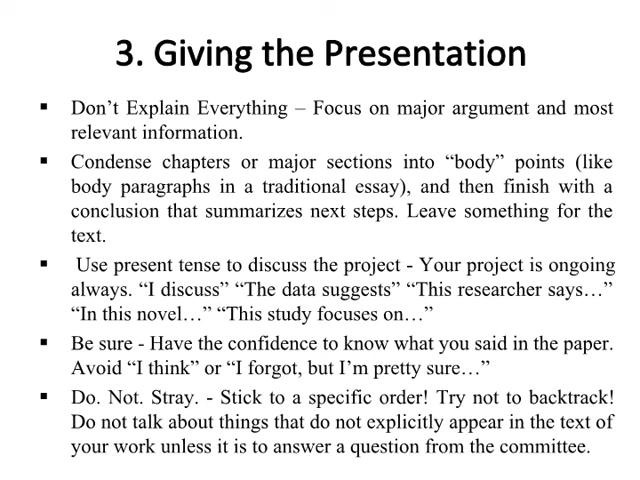 3. Giving the Presentation
▪ Don’t Explain Everything – Focus on major argument and most
relevant information.
▪ Condense chapters or major sections into “body” points (like
body paragraphs in a traditional essay), and then finish with a
conclusion that summarizes next steps. Leave something for the
text.
▪ Use present tense to discuss the project - Your project is ongoing
always. “I discuss” “The data suggests” “This researcher says…”
“In this novel…” “This study focuses on…”
▪ Be sure - Have the confidence to know what you said in the paper.
Avoid “I think” or “I forgot, but I’m pretty sure…”
▪ Do. Not. Stray. - Stick to a specific order! Try not to backtrack!
Do not talk about things that do not explicitly appear in the text of
your work unless it is to answer a question from the committee.